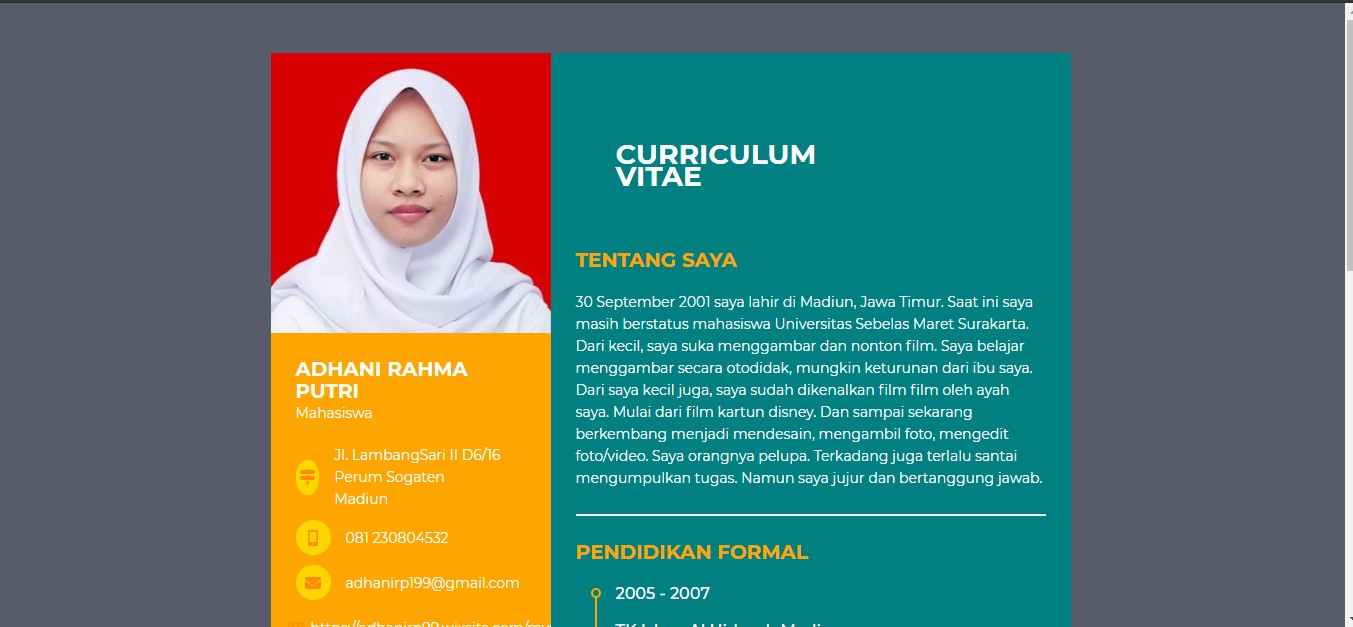 CURRICULUM
VITAE
TENTANG SAYA
30 September 2001 saya lahir di Madiun, Jawa Timur. Saat ini saya
masih berstatus mahasiswa Universitas Sebelas Maret Surakarta.
Dari kecil, saya suka menggambar dan nonton film. Saya belajar
menggambar secara otodidak, mungkin keturunan dari ibu saya.
Dari saya kecil juga, saya sudah dikenalkan film film oleh ayah
saya. Mulai dari film kartun disney. Dan sampai sekarang
berkembang menjadi mendesain, mengambil foto, mengedit
foto/video. Saya orangnya pelupa. Terkadang juga terlalu santai
mengumpulkan tugas. Namun saya jujur dan bertanggung jawab.
PENDIDIKAN FORMAL
2005 - 2007
ADHANI RAHMA
PUTRI
Mahasiswa
Jl. LambangSari II D6/16
Perum Sogaten
Madiun
081 230804532
adhanirp199@gmail.com